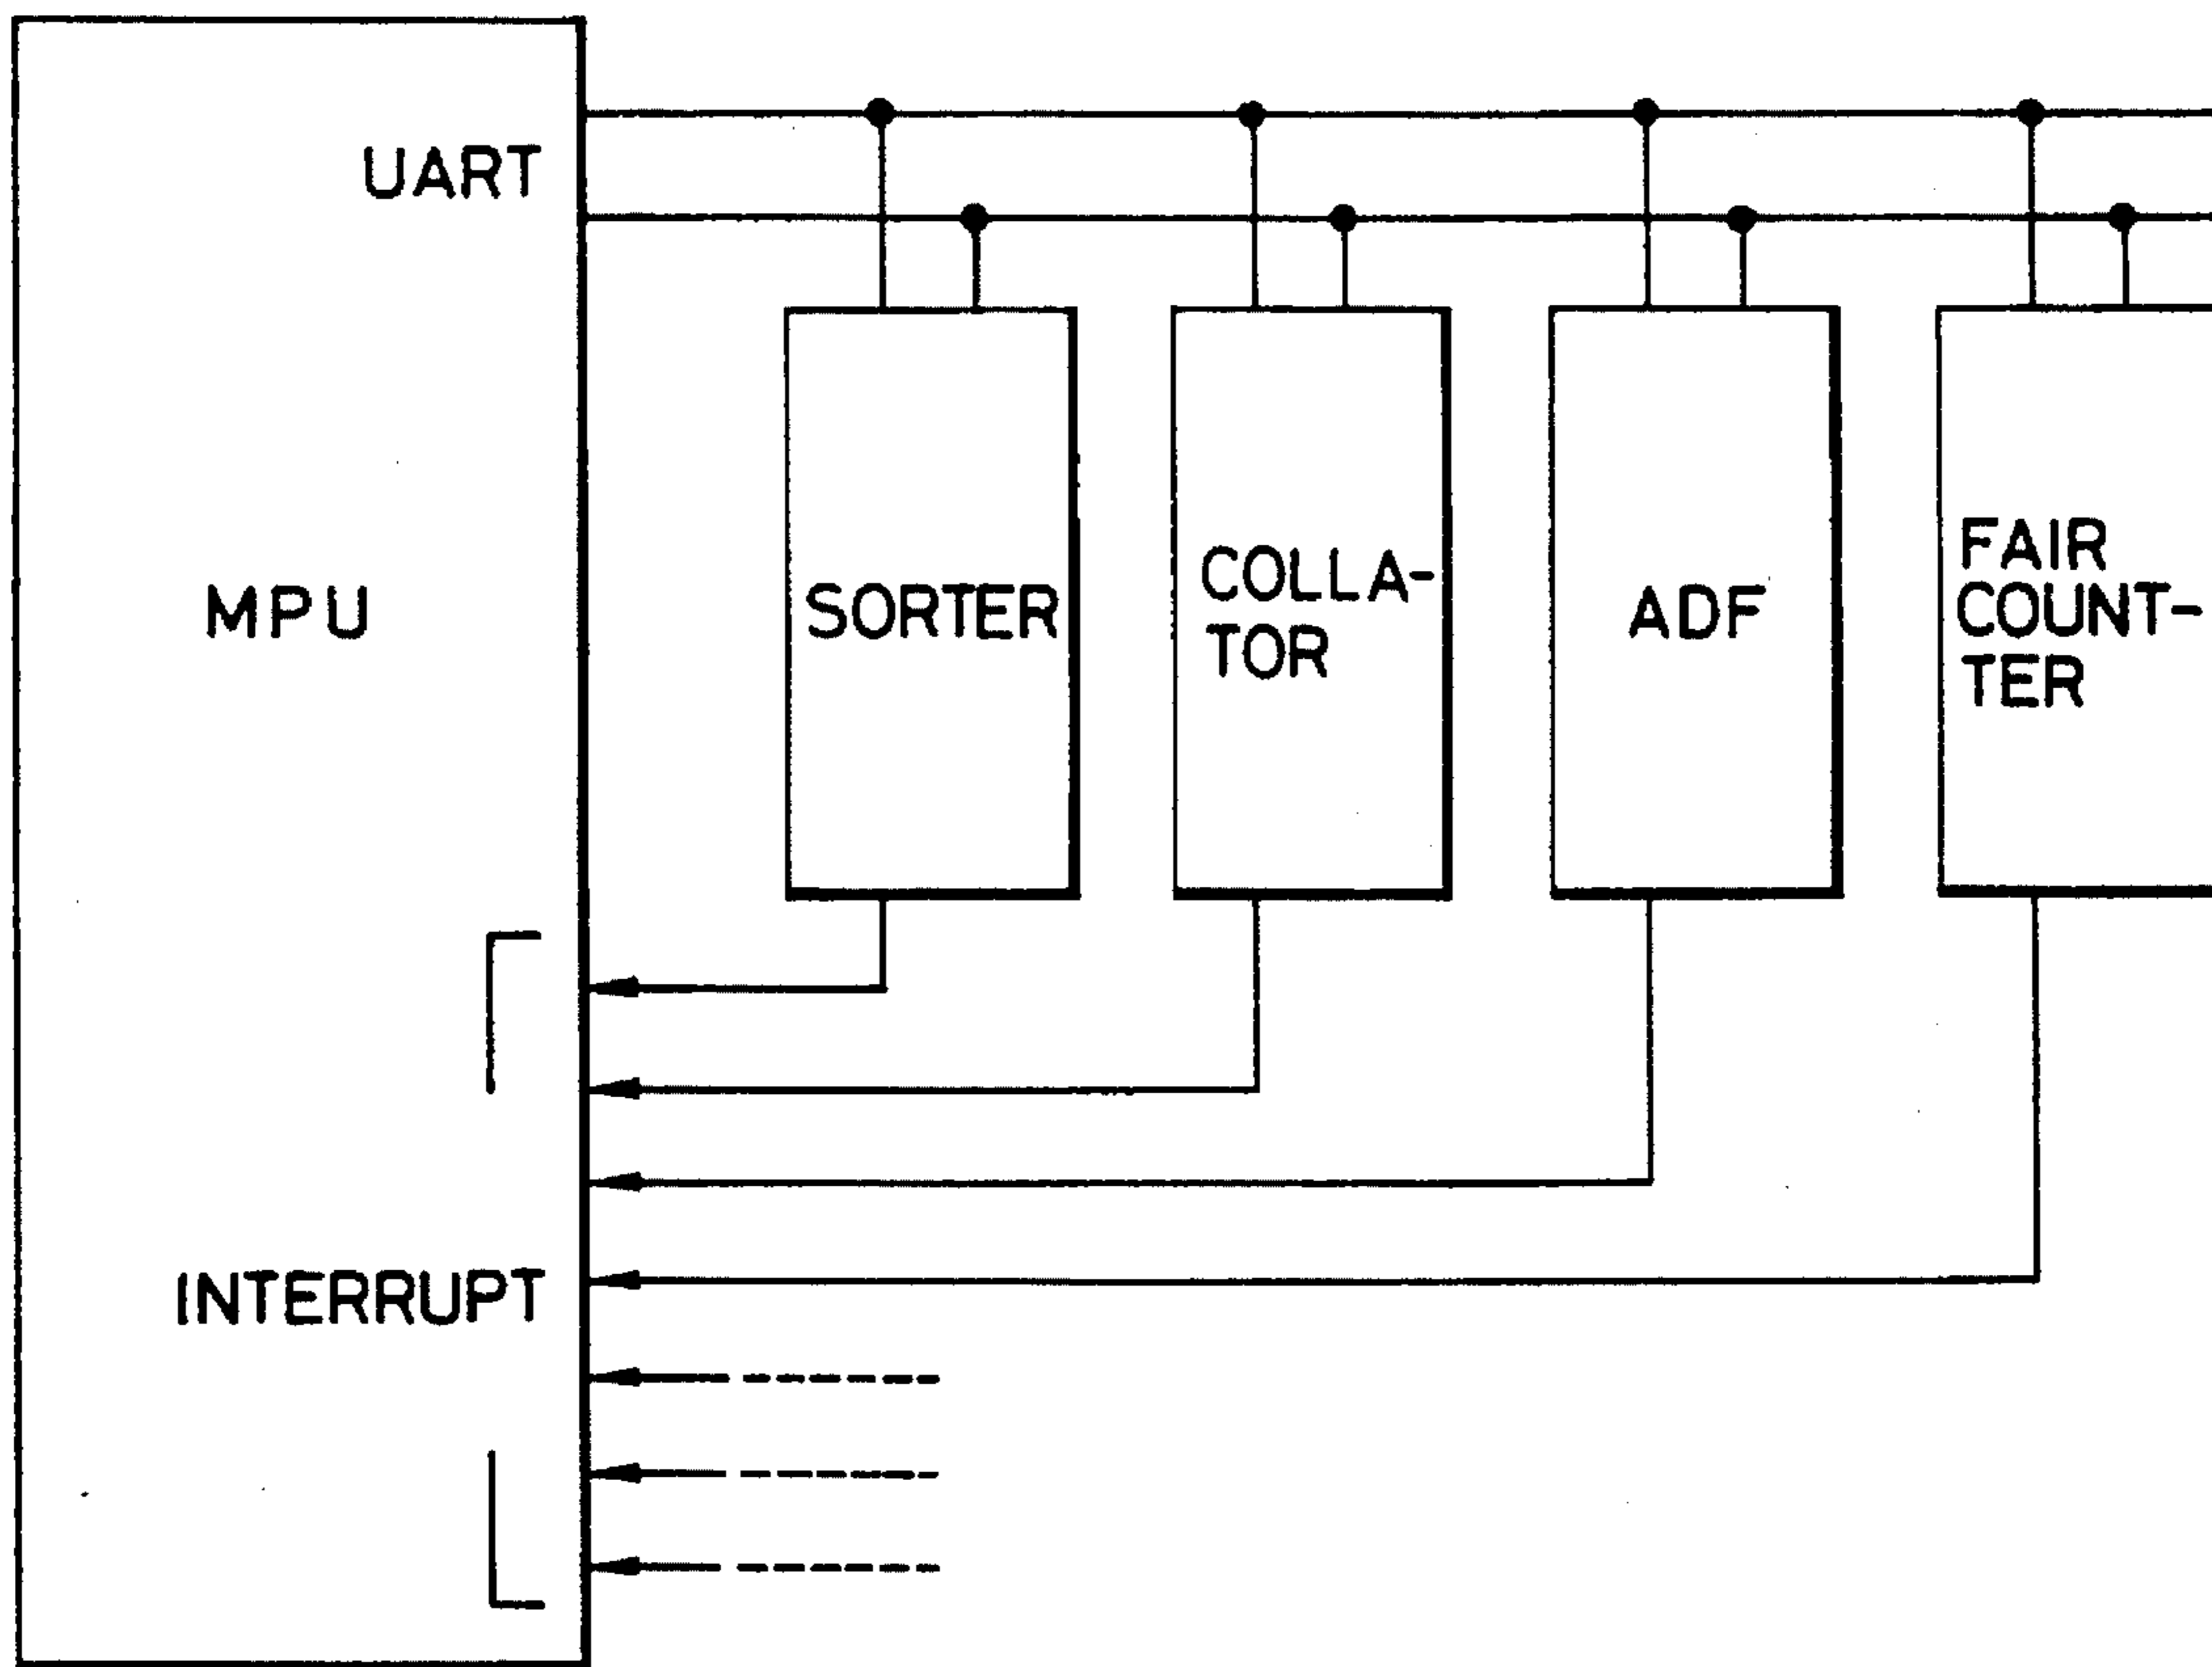 UART
MPU
SORTER
COLLA-
TOR
ADF
FAIR
COUNT-
TER
INTERRUPT